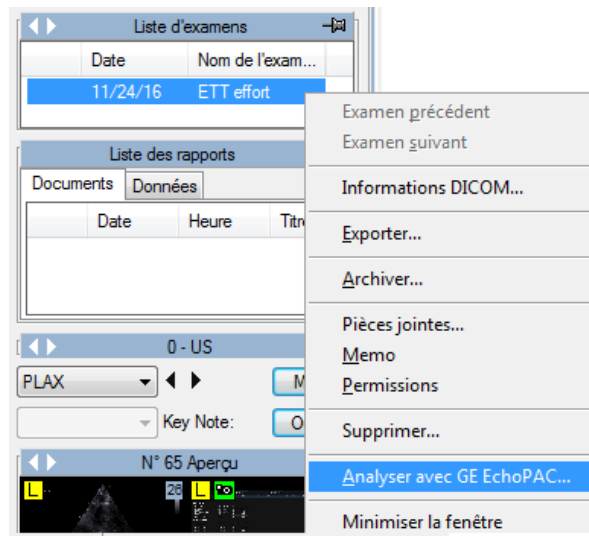 Liste d'examens
Date Nom de l'exam...
11/24/16 ETT effort
Liste des rapports
Documents Données
Date Heure
0 - US
PLAX
Key Note:
N° 65 Aperçu
L 28 L
Examen précédent
Examen suivant
Informations DICOM...
Exporter...
Archiver...
Pièces jointes...
Memo
Permissions
Supprimer...
Analyser avec GE EchoPAC...
Minimiser la fenêtre